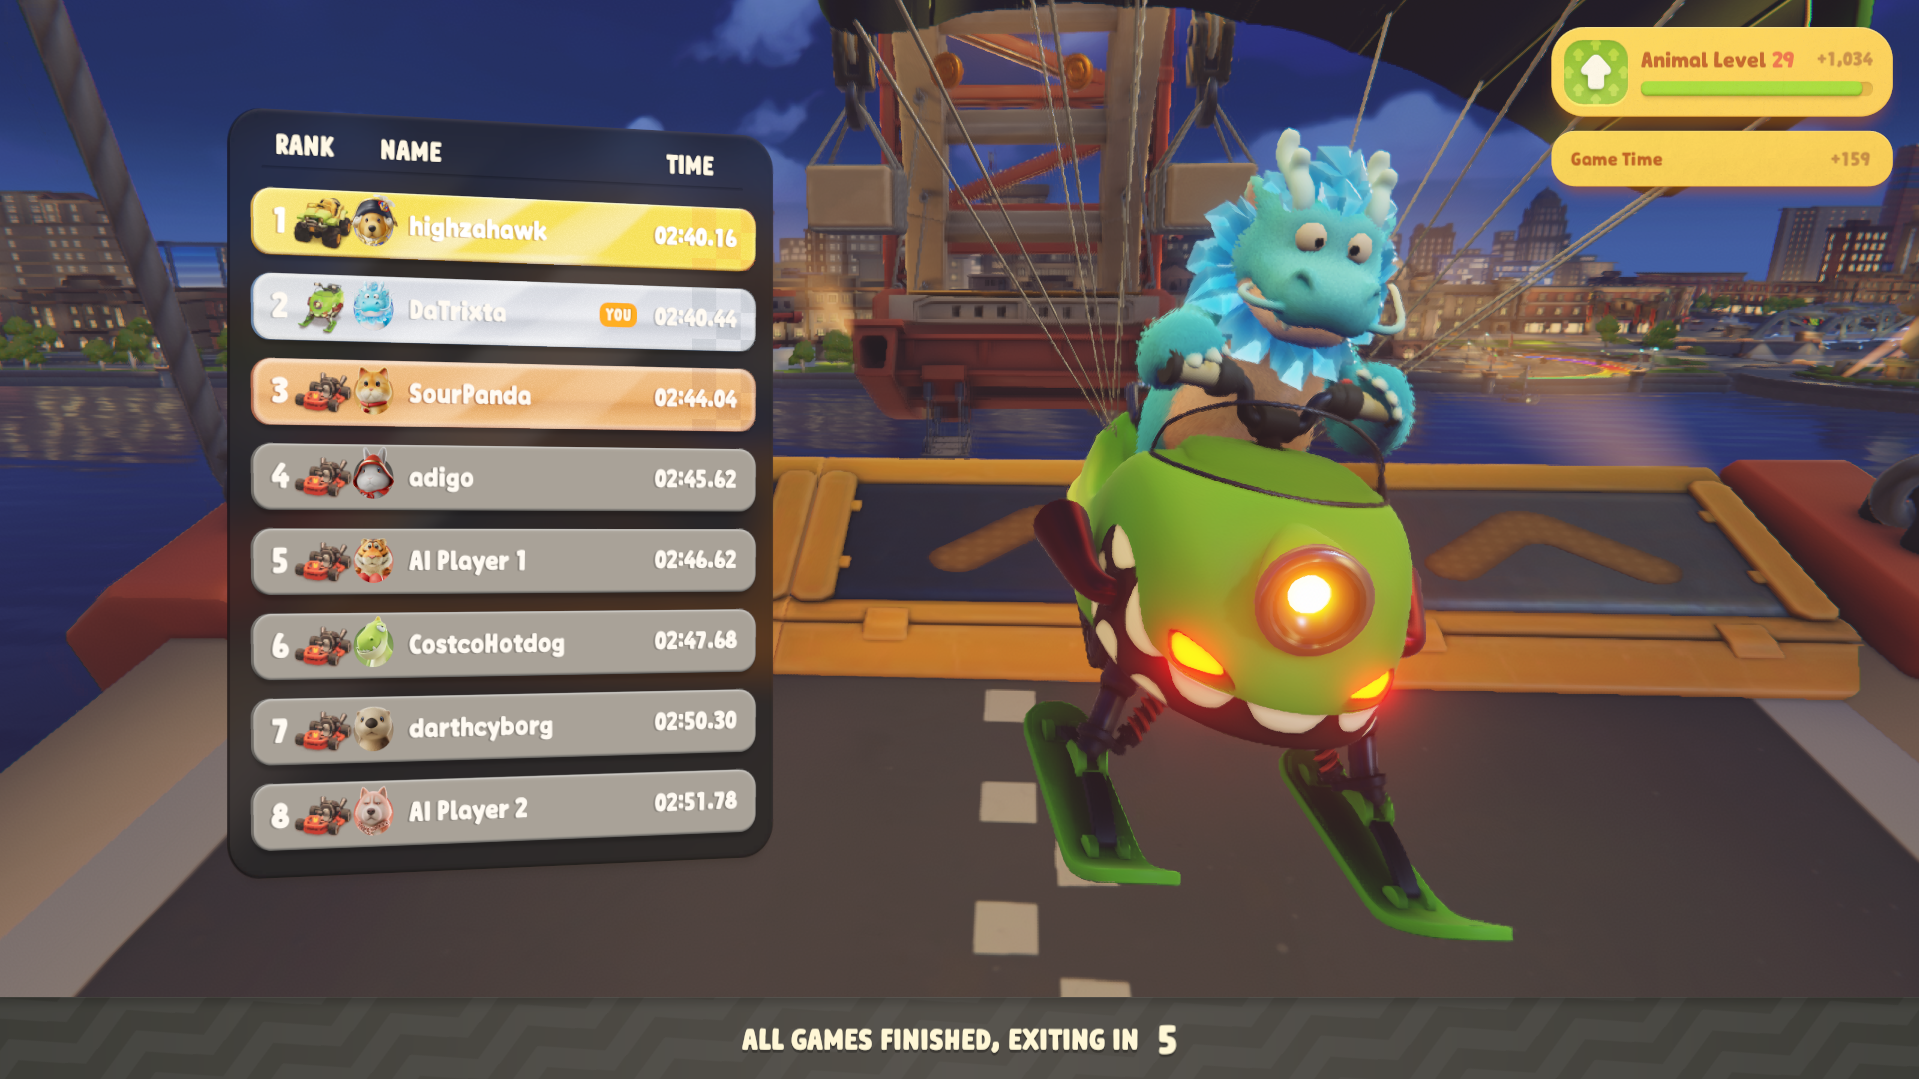 RANK NAME TIME
1 highzahawk 02:40.16
2 DaTrixta YOU 02:40.44
3 SourPanda 02:44.04
4 adigo 02:45.62
5 AI Player 1 02:46.62
6 CostcoHotdog 02:47.68
7 darthcyborg 02:50.30
8 AI Player 2 02:51.78
Animal Level 29 +1,034
Game Time +159
ALL GAMES FINISHED, EXITING IN 5